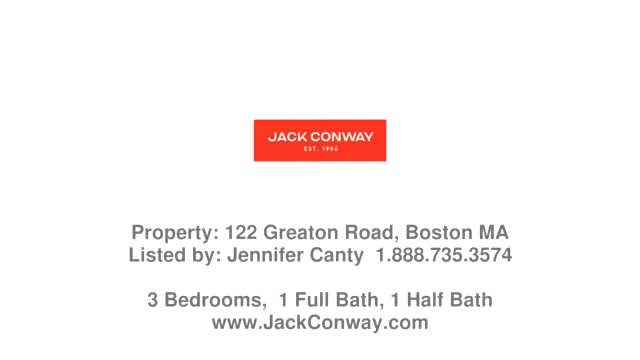 JACK CONWAY
EST. 1956
Property: 122 Greaton Road, Boston MA
Listed by: Jennifer Canty 1.888.735.3574
3 Bedrooms, 1 Full Bath, 1 Half Bath
www.JackConway.com